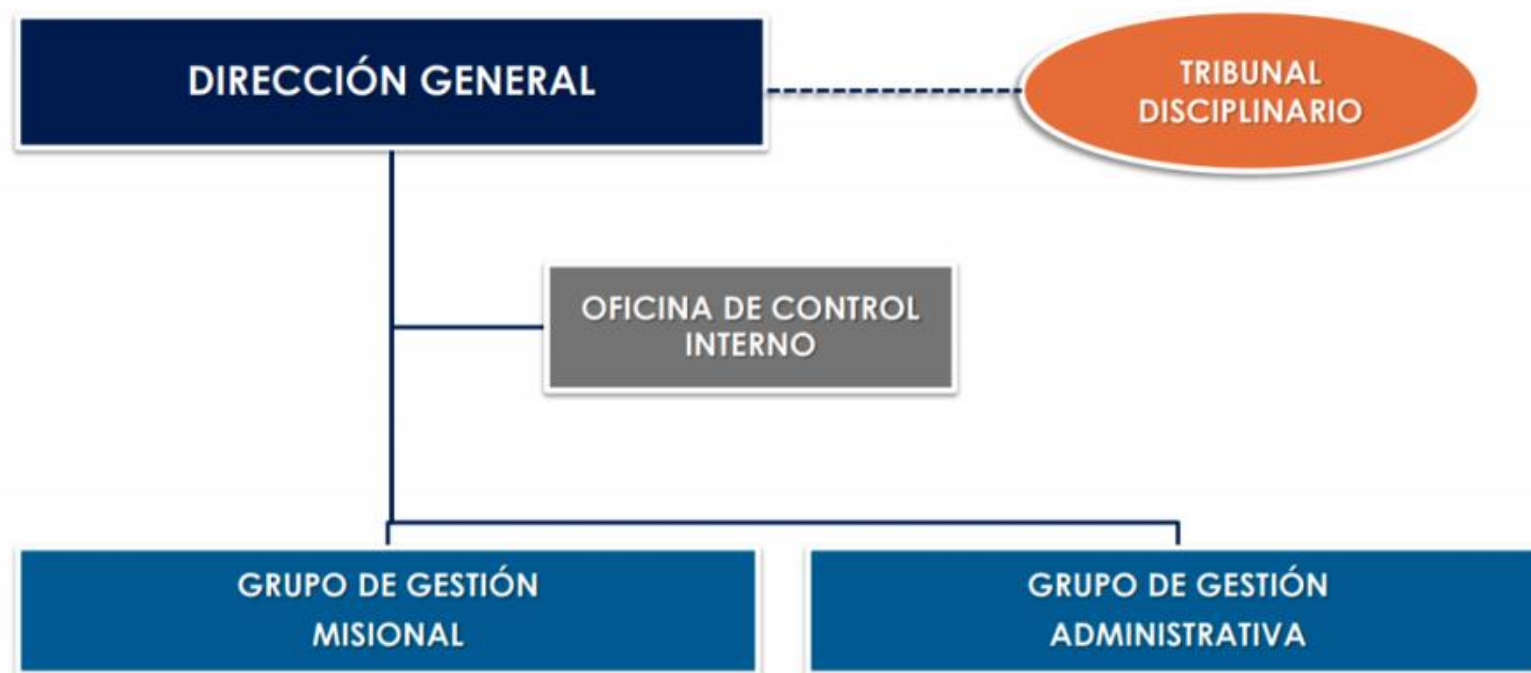 DIRECCIÓN GENERAL
TRIBUNAL
DISCIPLINARIO
OFICINA DE CONTROL
INTERNO
GRUPO DE GESTIÓN
MISIONAL
GRUPO DE GESTIÓN
ADMINISTRATIVA